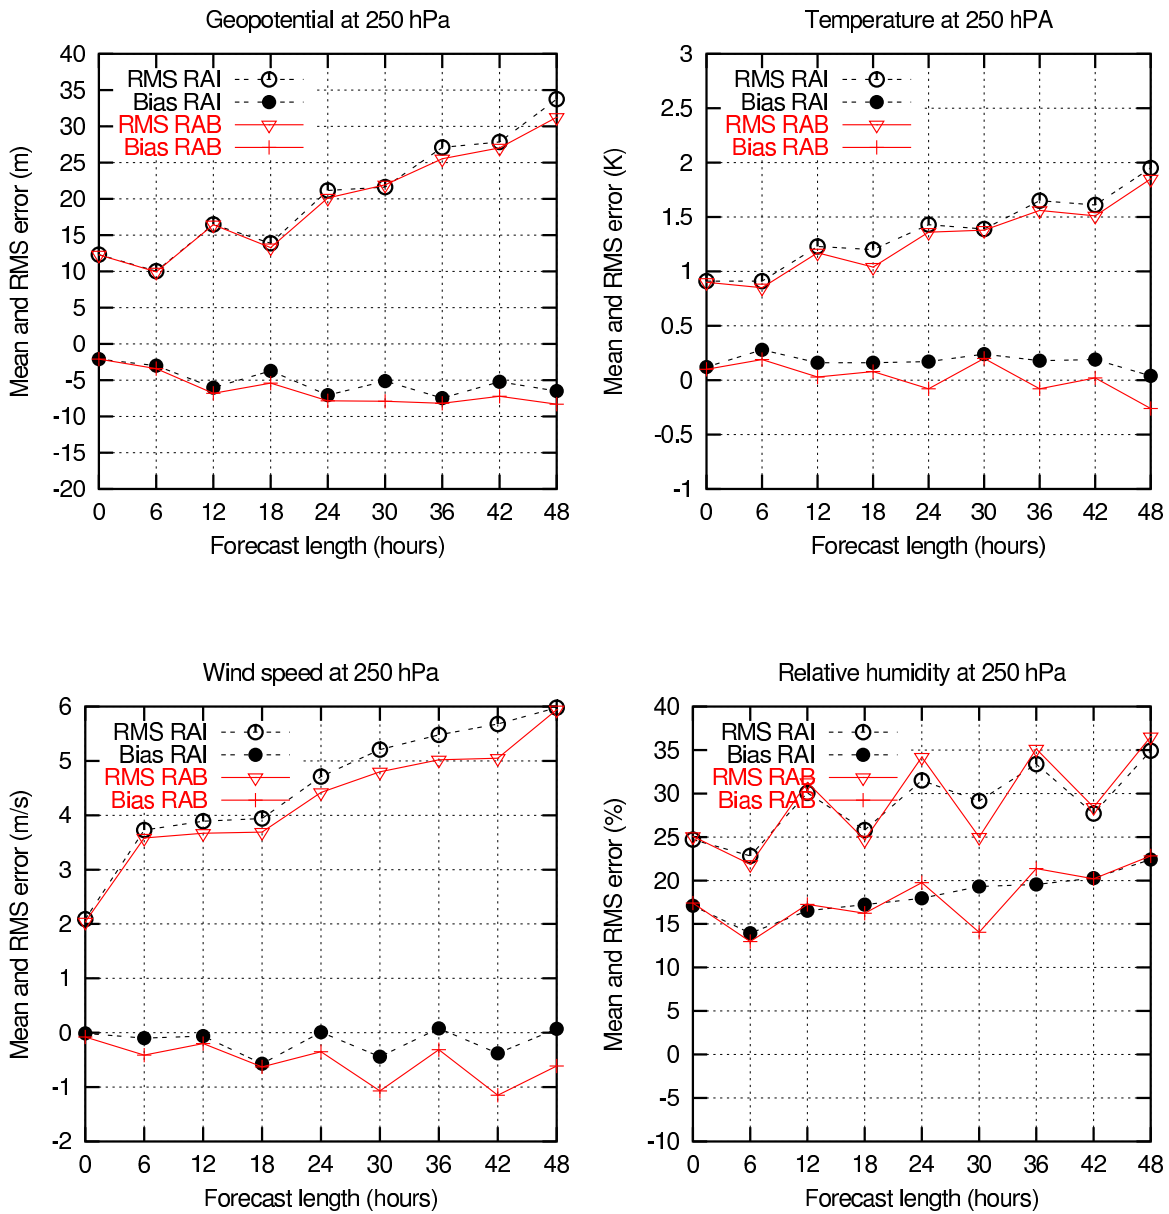 Geopotential at 250 hPa
Mean and RMS error (m)
40
35
30
25
20
15
10
5
0
-5
-10
-15
-20
RMS RAI
Bias RAI
RMS RAB
Bias RAB
0 6 12 18 24 30 36 42 48
Forecast length (hours)
Temperature at 250 hPA
Mean and RMS error (K)
3
2.5
2
1.5
1
0.5
0
-0.5
-1
RMS RAI
Bias RAI
RMS RAB
Bias RAB
0 6 12 18 24 30 36 42 48
Forecast length (hours)
Wind speed at 250 hPa
Mean and RMS error (m/s)
6
5
4
3
2
1
0
-1
-2
RMS RAI
Bias RAI
RMS RAB
Bias RAB
0 6 12 18 24 30 36 42 48
Forecast length (hours)
Relative humidity at 250 hPa
Mean and RMS error (%)
40
35
30
25
20
15
10
5
0
-5
-10
RMS RAI
Bias RAI
RMS RAB
Bias RAB
0 6 12 18 24 30 36 42 48
Forecast length (hours)